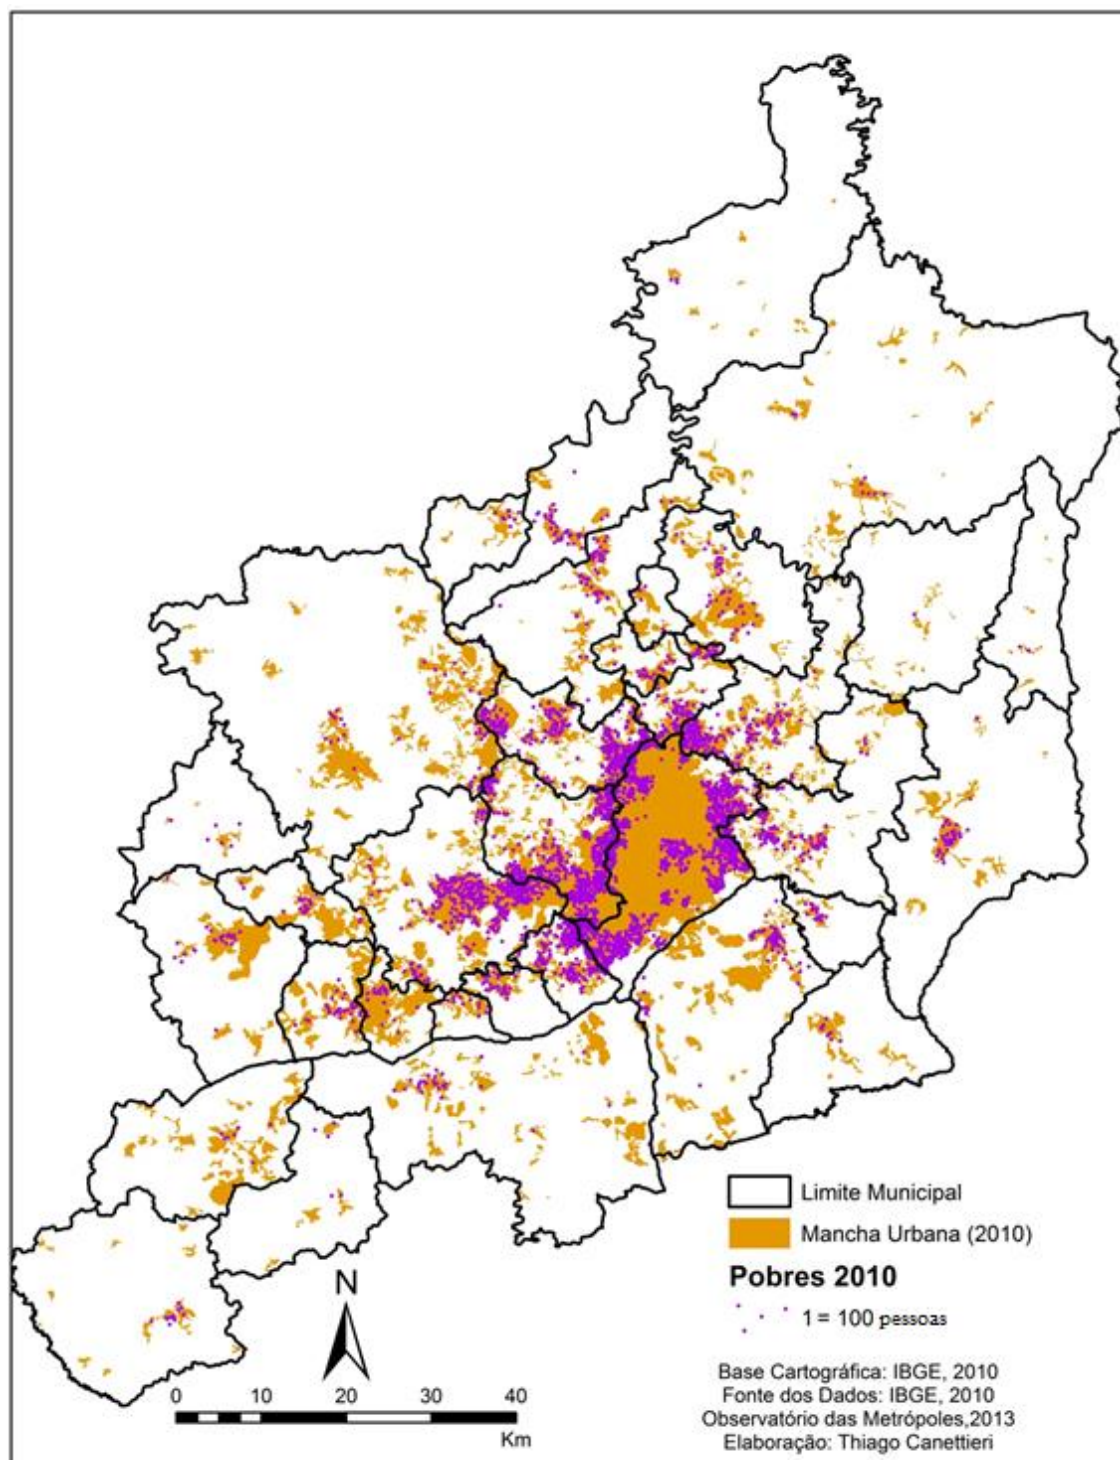 Limite Municipal
Mancha Urbana (2010)
Pobres 2010
1 = 100 pessoas
N
0 10 20 30 40
Km
Base Cartográfica: IBGE, 2010
Fonte dos Dados: IBGE, 2010
Observatório das Metrópoles,2013
Elaboração: Thiago Canettieri